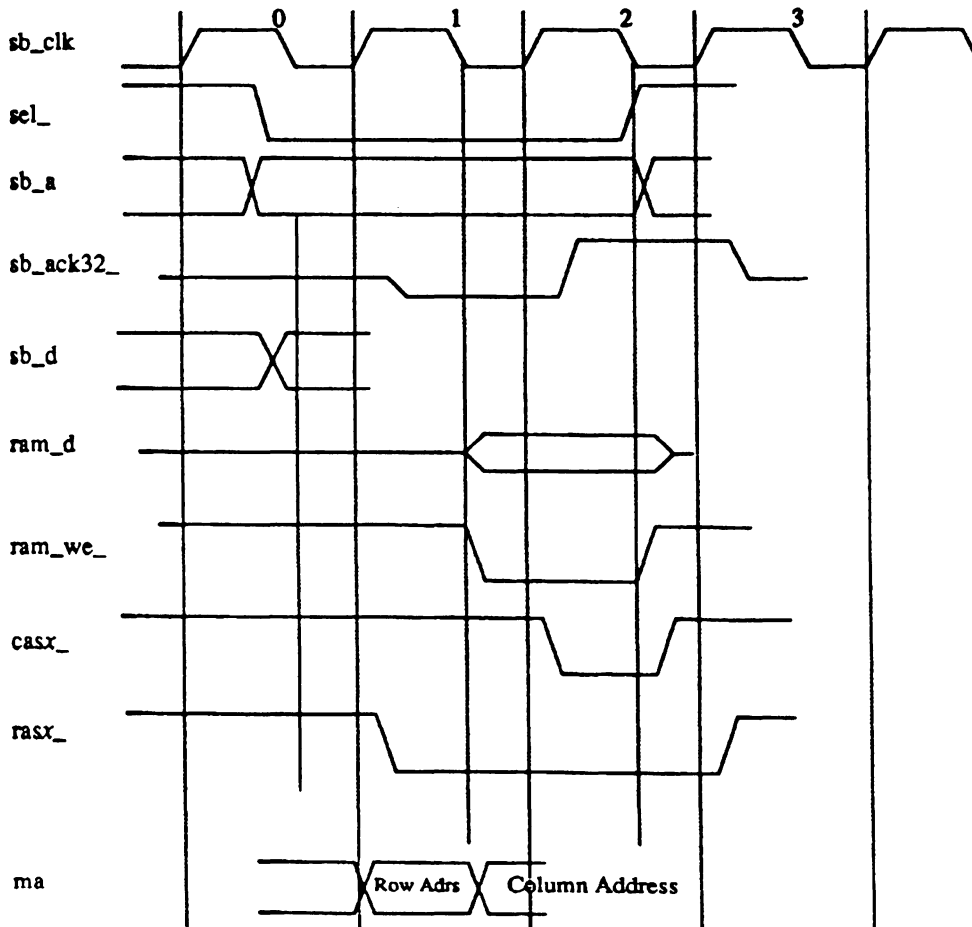 0 1 2 3
sb_clk
sel_
sb_a
sb_ack32_
sb_d
ram_d
ram_we_
casx_
rasx_
ma Row Adrs Column Address